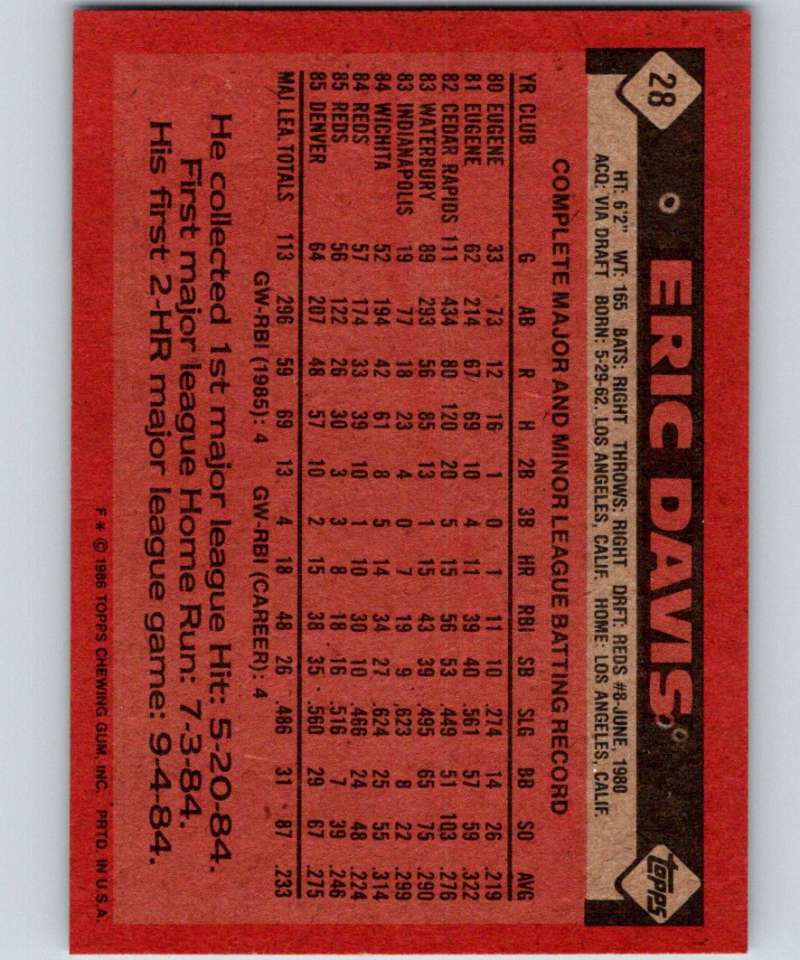 28
ERIC DAVIS
topps
HT: 6'2" WT: 165 BATS: RIGHT THROWS: RIGHT DRFT: REDS #8-JUNE, 1980
ACQ: VIA DRAFT BORN: 5-29-62, LOS ANGELES, CALIF. HOME: LOS ANGELES, CALIF.
COMPLETE MAJOR AND MINOR LEAGUE BATTING RECORD
YR CLUB G AB R H 2B 3B HR RBI SB SLG BB SO AVG
80 EUGENE 33 73 12 16 1 0 1 11 10 .274 14 26 .219
81 EUGENE 62 214 67 69 10 4 11 39 40 .561 57 59 .322
82 CEDAR RAPIDS 111 434 80 120 20 5 15 56 53 .449 51 103 .276
83 WATERBURY 89 293 56 85 13 1 15 43 39 .495 65 75 .290
83 INDIANAPOLIS 19 77 18 23 4 0 7 19 9 .623 8 22 .299
84 WICHITA 52 194 42 61 8 5 14 34 27 .624 25 55 .314
84 REDS 57 174 33 39 10 1 10 30 10 .466 24 48 .224
85 REDS 56 122 26 30 3 3 8 18 16 .516 7 39 .246
85 DENVER 64 207 48 57 10 2 15 38 35 .560 29 67 .275
MAJ. LEA. TOTALS 113 296 59 69 13 4 18 48 26 .486 31 87 .233
GW-RBI (1985): 4 GW-RBI (CAREER): 4
He collected 1st major league Hit: 5-20-84.
First major league Home Run: 7-3-84.
His first 2-HR major league game: 9-4-84.
F * © 1986 TOPPS CHEWING GUM, INC. PRTD. IN U.S.A.